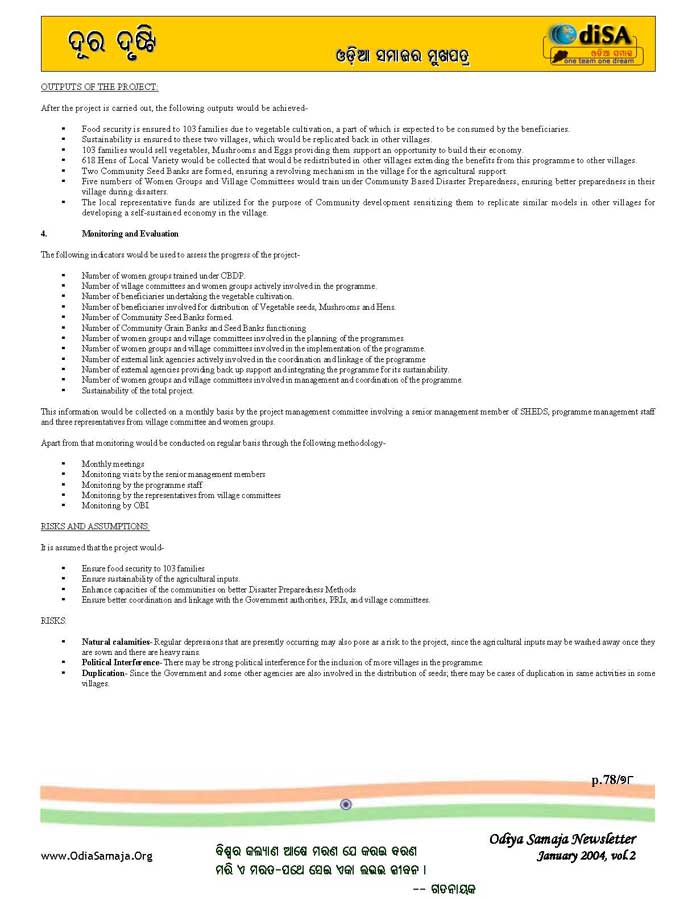 ଦୂର ଦୃଷ୍ଟି
ଓଡ଼ିଆ ସମାଜର ମୁଖପତ୍ର
diSA
ଓଡ଼ିଆ ସମାଜ
one team one dream
OUTPUTS OF THE PROJECT:
After the project is carried out, the following outputs would be achieved-
▪ Food security is ensured to 103 families due to vegetable cultivation, a part of which is expected to be consumed by the beneficiaries.
▪ Sustainability is ensured to these two villages, which would be replicated back in other villages.
▪ 103 families would sell vegetables, Mushrooms and Eggs providing them support an opportunity to build their economy.
▪ 618 Hens of Local Variety would be collected that would be redistributed in other villages extending the benefits from this programme to other villages.
▪ Two Community Seed Banks are formed, ensuring a revolving mechanism in the village for the agricultural support.
▪ Five numbers of Women Groups and Village Committees would train under Community Based Disaster Preparedness, ensuring better preparedness in their
village during disasters.
▪ The local representative funds are utilized for the purpose of Community development sensitizing them to replicate similar models in other villages for
developing a self-sustained economy in the village.
4. Monitoring and Evaluation
The following indicators would be used to assess the progress of the project-
▪ Number of women groups trained under CBDP.
▪ Number of village committees and women groups actively involved in the programme.
▪ Number of beneficiaries undertaking the vegetable cultivation.
▪ Number of beneficiaries involved for distribution of Vegetable seeds, Mushrooms and Hens.
▪ Number of Community Seed Banks formed.
▪ Number of Community Grain Banks and Seed Banks functioning
▪ Number of women groups and village committees involved in the planning of the programmes.
▪ Number of women groups and village committees involved in the implementation of the programme.
▪ Number of external link agencies actively involved in the coordination and linkage of the programme
▪ Number of external agencies providing back up support and integrating the programme for its sustainability.
▪ Number of women groups and village committees involved in management and coordination of the programme.
▪ Sustainability of the total project.
This information would be collected on a monthly basis by the project management committee involving a senior management member of SHEDS, programme management staff
and three representatives from village committee and women groups.
Apart from that monitoring would be conducted on regular basis through the following methodology-
▪ Monthly meetings
▪ Monitoring visits by the senior management members
▪ Monitoring by the programme staff
▪ Monitoring by the representatives from village committees
▪ Monitoring by OBI
RISKS AND ASSUMPTIONS:
It is assumed that the project would-
▪ Ensure food security to 103 families
▪ Ensure sustainability of the agricultural inputs.
▪ Enhance capacities of the communities on better Disaster Preparedness Methods
▪ Ensure better coordination and linkage with the Government authorities, PRIs, and village committees.
RISKS:
▪ Natural calamities- Regular depressions that are presently occurring may also pose as a risk to the project, since the agricultural inputs may be washed away once they
are sown and there are heavy rains.
▪ Political Interference- There may be strong political interference for the inclusion of more villages in the programme.
▪ Duplication- Since the Government and some other agencies are also involved in the distribution of seeds; there may be cases of duplication in same activities in some
villages.
p.78/୭୮
Odiya Samaja Newsletter
January 2004, vol.2
www.OdiaSamaja.Org
ବିଶ୍ୱର କଲ୍ୟାଣ ଆଶେ ମରଣ ଯେ କରଇ ବରଣ
ମରି ଏ ମରତ-ପଥେ ସେଇ ଏକା ଲଭଇ ଜୀବନ ।
-- ଗଡନାୟକ